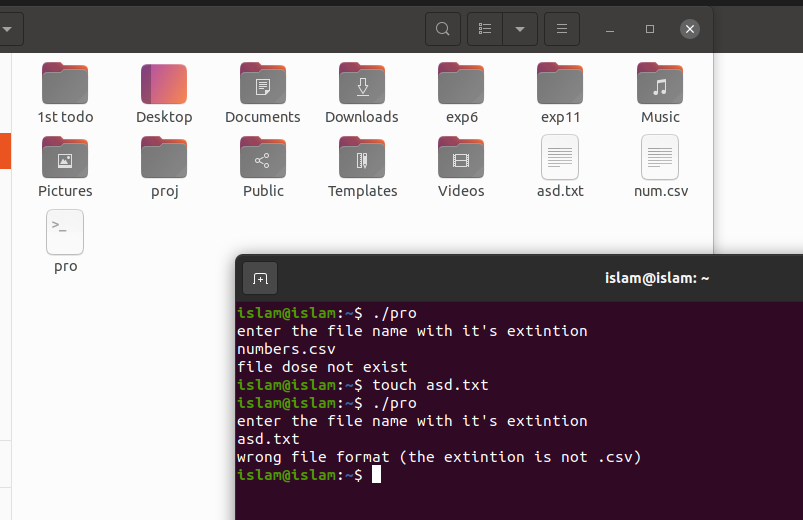 1st todo
Desktop
Documents
Downloads
exp6
exp11
Music
Pictures
proj
Public
Templates
Videos
asd.txt
num.csv
>_
pro
islam@islam: ~
islam@islam:~$ ./pro
enter the file name with it's extintion
numbers.csv
file dose not exist
islam@islam:~$ touch asd.txt
islam@islam:~$ ./pro
enter the file name with it's extintion
asd.txt
wrong file format (the extintion is not .csv)
islam@islam:~$